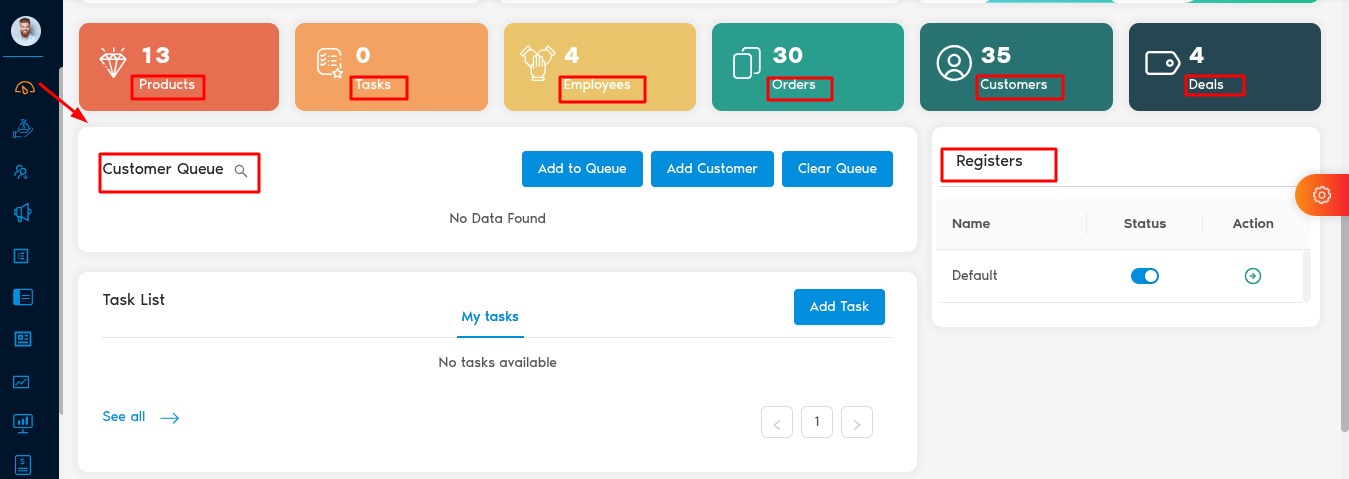 13
Products
0
Tasks
4
Employees
30
Orders
35
Customers
4
Deals
Customer Queue
Add to Queue
Add Customer
Clear Queue
No Data Found
Registers
Name Status Action
Default
Task List
My tasks
Add Task
No tasks available
See all
1